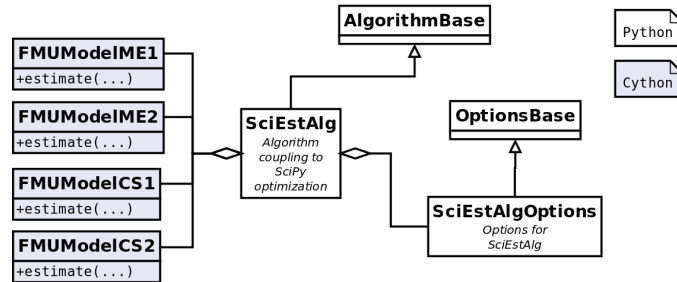 AlgorithmBase
Python
Cython
FMUModelME1
+estimate(...)
FMUModelME2
+estimate(...)
FMUModelCS1
+estimate(...)
FMUModelCS2
+estimate(...)
SciEstAlg
Algorithm
coupling to
SciPy
optimization
OptionsBase
SciEstAlgOptions
Options for
SciEstAlg